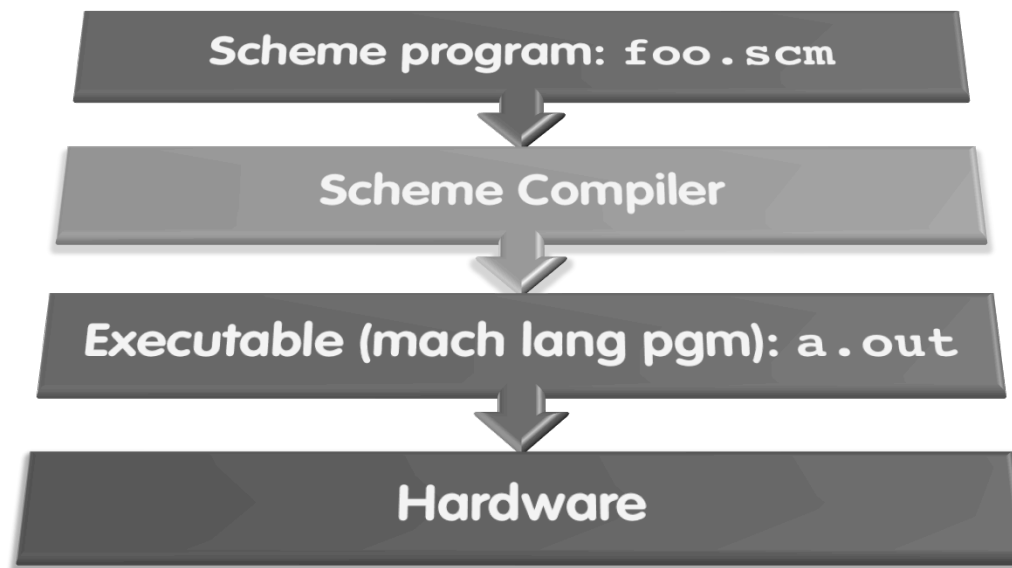 Scheme program: foo.scm
Scheme Compiler
Executable (mach lang pgm): a.out
Hardware